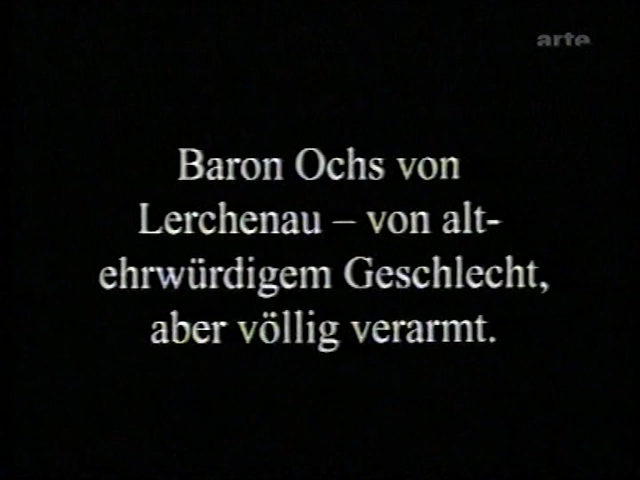 arte
Baron Ochs von
Lerchenau – von alt-
ehrwürdigem Geschlecht,
aber völlig verarmt.